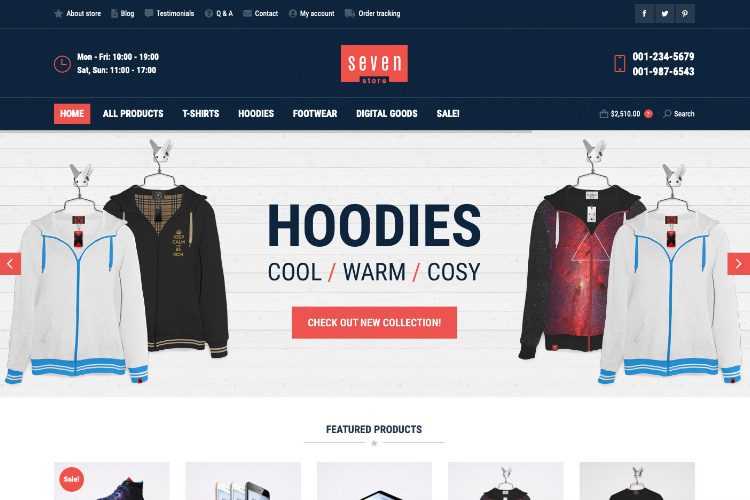 About store Blog Testimonials Q & A Contact My account Order tracking
Mon - Fri: 10:00 - 19:00
Sat, Sun: 11:00 - 17:00
seven
store
001-234-5679
001-987-6543
HOME ALL PRODUCTS T-SHIRTS HOODIES FOOTWEAR DIGITAL GOODS SALE! $2,510.00 7 Search
HOODIES
COOL / WARM / COSY
CHECK OUT NEW COLLECTION!
KEEP
CALM
AND
BE
RICH
FEATURED PRODUCTS
Sale!